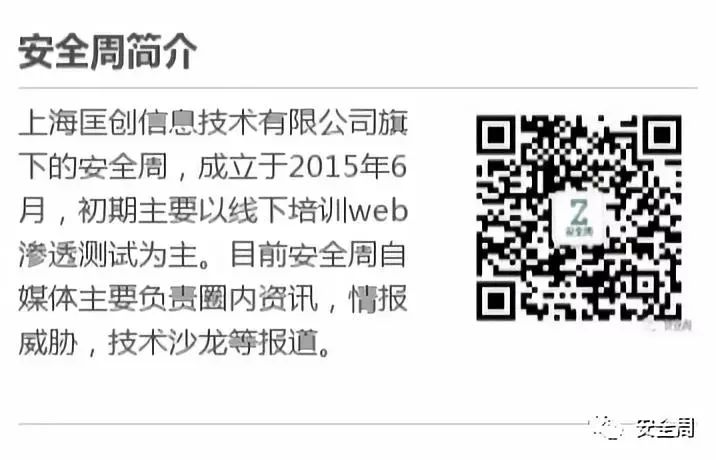 安全周简介
上海匡创信息技术有限公司旗
下的安全周，成立于2015年6
月，初期主要以线下培训web
渗透测试为主。目前安全周自
媒体主要负责圈内资讯，情报
威胁，技术沙龙等报道。
Z
安全周
安全周